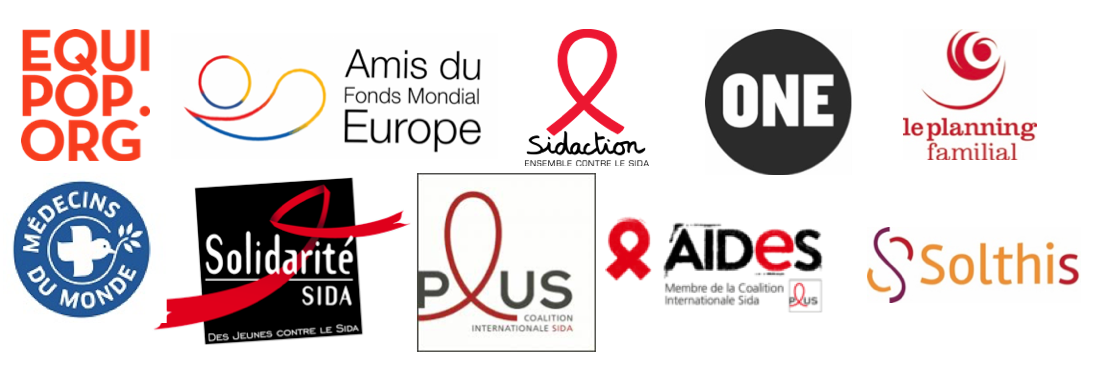 EQUI
POP.
ORG
Amis du
Fonds Mondial
Europe
Sidaction
ENSEMBLE CONTRE LE SIDA
ONE
le planning
familial
MÉDECINS
DU MONDE
Solidarité
SIDA
DES JEUNES CONTRE LE SIDA
PLUS
COALITION
INTERNATIONALE SIDA
AIDeS
Membre de la Coalition
Internationale Sida
PLUS
Solthis